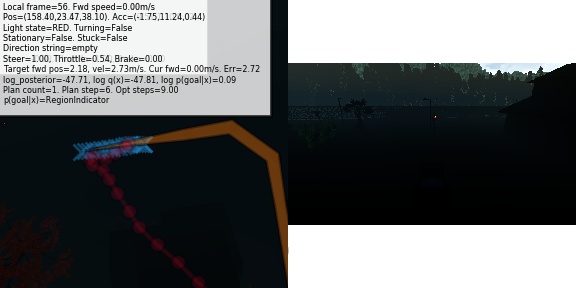 Local frame=56. Fwd speed=0.00m/s
Pos=(158.40,23.47,38.10). Acc=(-1.75,11.24,0.44)
Light state=RED. Turning=False
Stationary=False. Stuck=False
Direction string=empty
Steer=1.00, Throttle=0.54, Brake=0.00
Target fwd pos=2.18, vel=2.73m/s. Cur fwd=0.00m/s. Err=2.72
log_posterior=-47.71, log q(x)=-47.81, log p(goal|x)=0.09
Plan count=1. Plan step=6. Opt steps=9.00
p(goal|x)=RegionIndicator